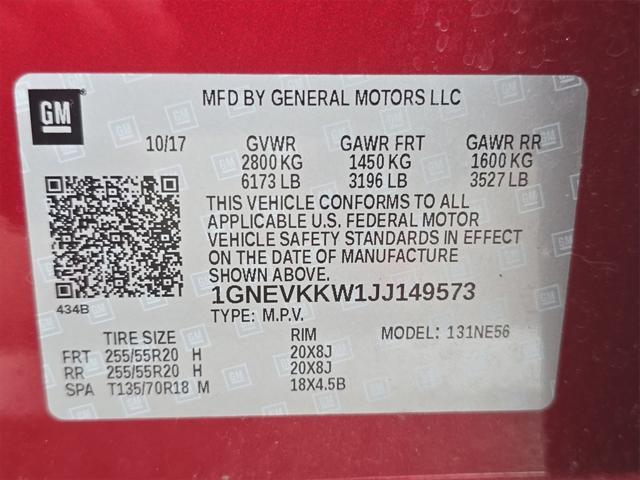 GM
MFD BY GENERAL MOTORS LLC
10/17 GVWR GAWR FRT GAWR RR
2800 KG 1450 KG 1600 KG
6173 LB 3196 LB 3527 LB
THIS VEHICLE CONFORMS TO ALL
APPLICABLE U.S. FEDERAL MOTOR
VEHICLE SAFETY STANDARDS IN EFFECT
ON THE DATE OF MANUFACTURE
SHOWN ABOVE.
1GNEVKKW1JJ149573
434B
TYPE: M.P.V.
TIRE SIZE RIM MODEL: 131NE56
FRT 255/55R20 H 20X8J
RR 255/55R20 H 20X8J
SPA T135/70R18 M 18X4.5B